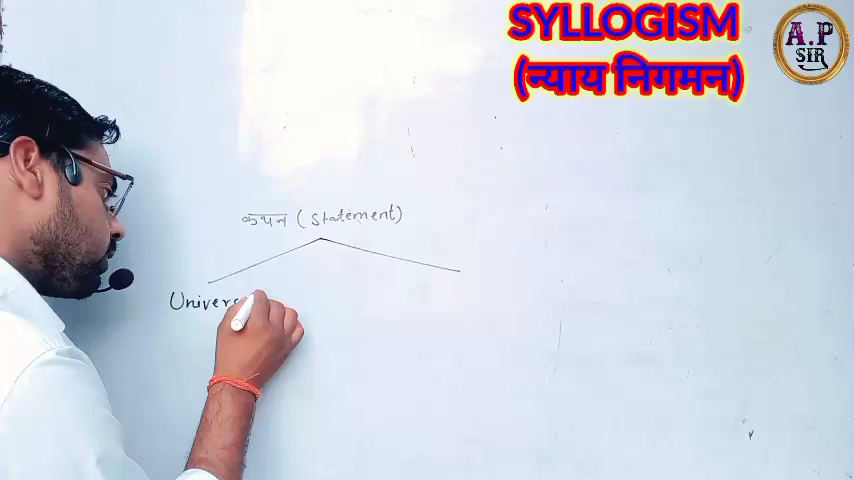 SYLLOGISM
(न्याय निगमन)
A.P
SIR
कथन (Statement)
Univers